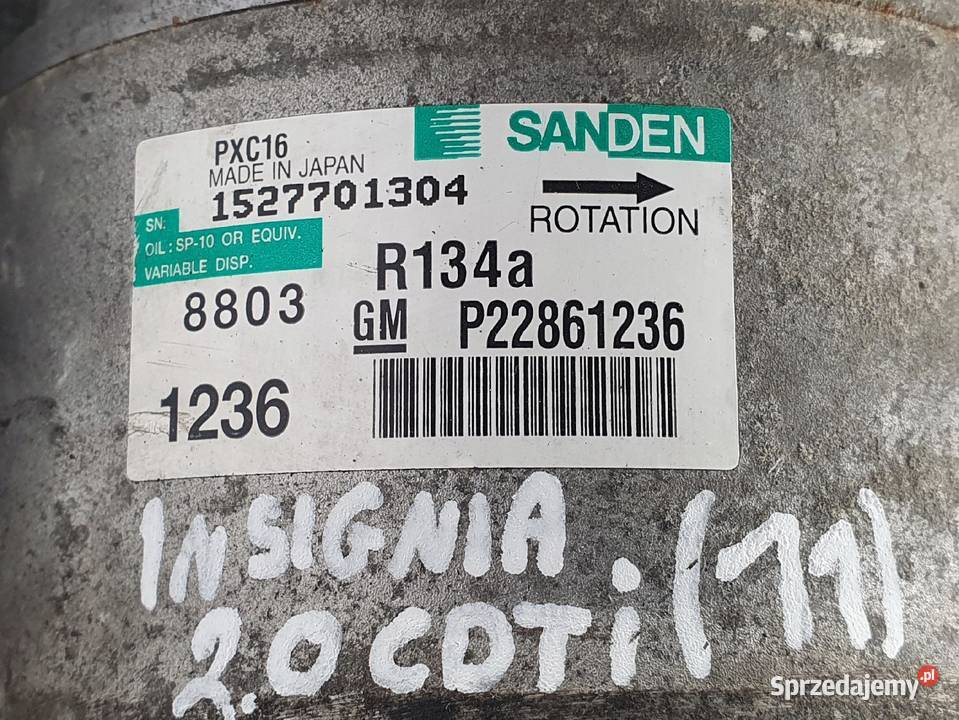 SANDEN
PXC16
MADE IN JAPAN
SN: 1527701304
ROTATION
OIL : SP-10 OR EQUIV.
VARIABLE DISP.
R134a
8803
GM P22861236
1236
INSIGNIA
2.0 CDTi (11)
Sprzedajemy.pl